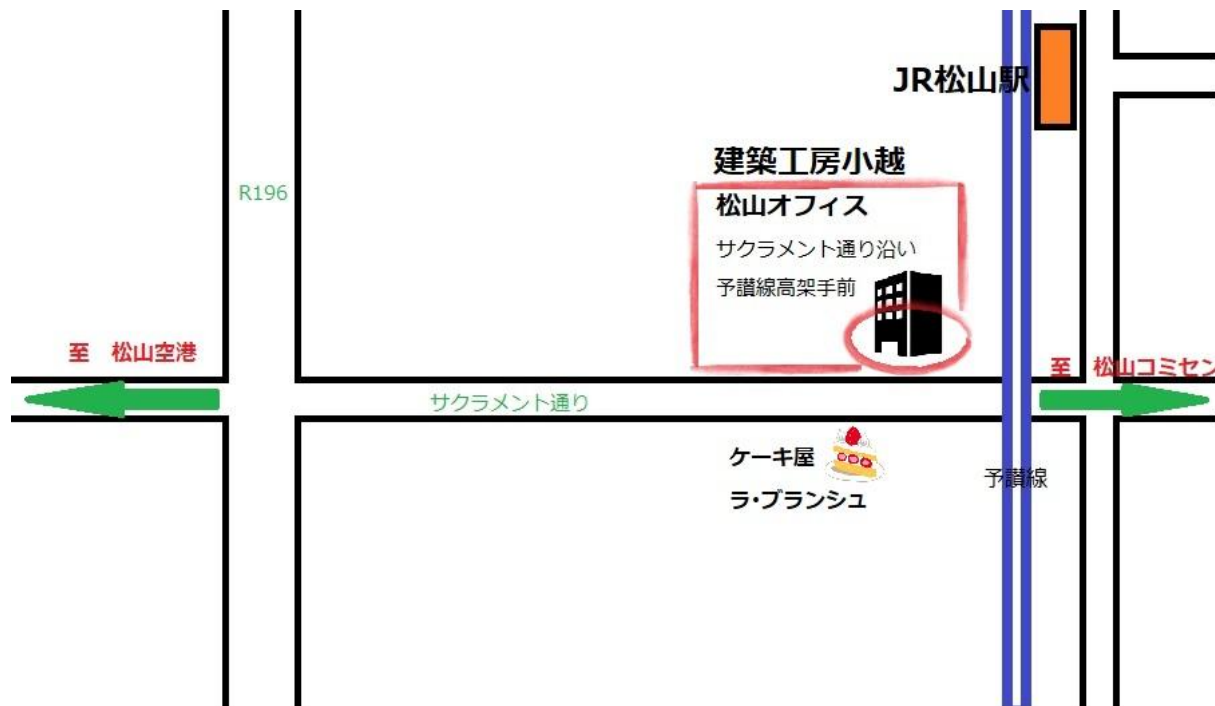 JR松山駅
建築工房小越
松山オフィス
R196
サクラメント通り沿い
予讃線高架手前
至　松山空港
至　松山コミセン
サクラメント通り
ケーキ屋
予讃線
ラ・ブランシュ